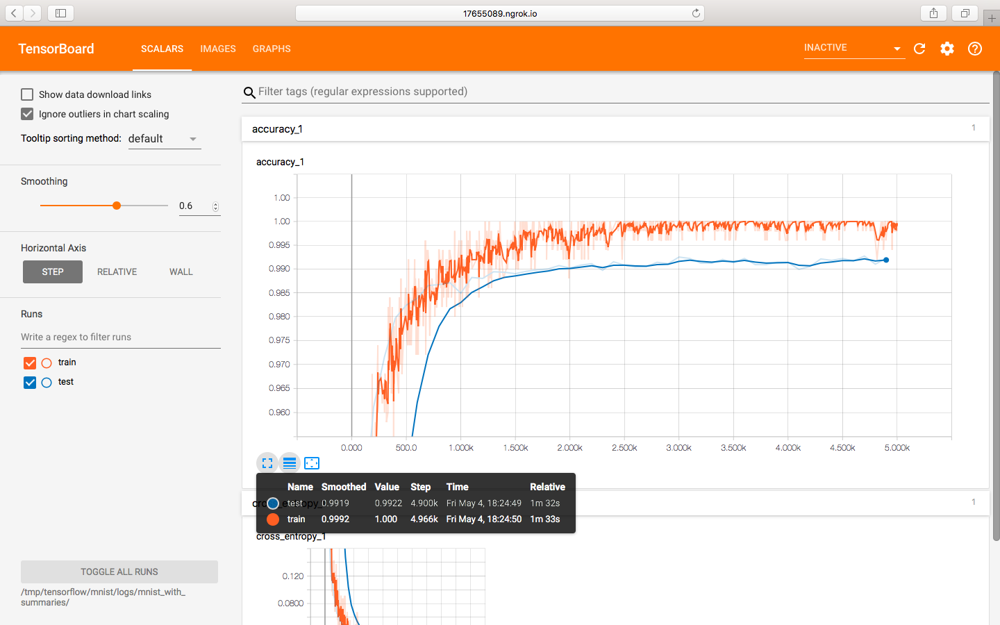 17655089.ngrok.io
TensorBoard
SCALARS IMAGES GRAPHS
INACTIVE
Show data download links
Ignore outliers in chart scaling
Tooltip sorting method: default
Smoothing
0.6
Horizontal Axis
STEP RELATIVE WALL
Runs
Write a regex to filter runs
train
test
TOGGLE ALL RUNS
/tmp/tensorflow/mnist/logs/mnist_with_
summaries/
Filter tags (regular expressions supported)
accuracy_1 1
accuracy_1
1.00
1.00
0.995
0.990
0.985
0.980
0.975
0.970
0.965
0.960
0.000 500.0 1.000k 1.500k 2.000k 2.500k 3.000k 3.500k 4.000k 4.500k 5.000k
Name Smoothed Value Step Time Relative
test 0.9919 0.9922 4.900k Fri May 4, 18:24:49 1m 32s
train 0.9992 1.000 4.966k Fri May 4, 18:24:50 1m 33s
1
cross_entropy_1
0.120
0.0800